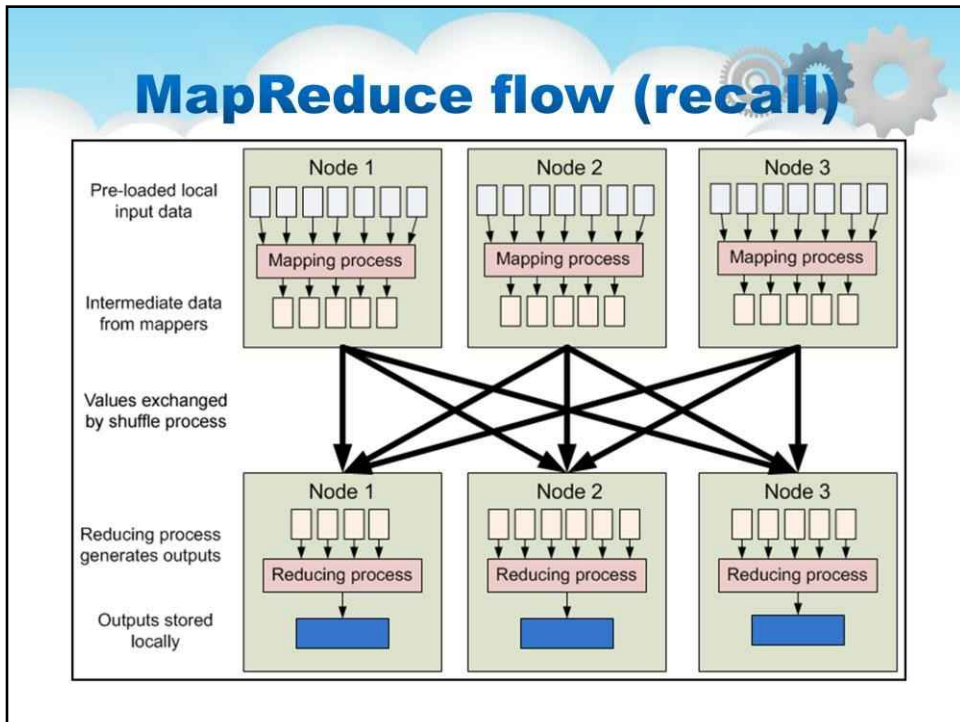 MapReduce flow (recall)
Pre-loaded local
input data
Node 1
Node 2
Node 3
Mapping process
Mapping process
Mapping process
Intermediate data
from mappers
Values exchanged
by shuffle process
Node 1
Node 2
Node 3
Reducing process
generates outputs
Reducing process
Reducing process
Reducing process
Outputs stored
locally